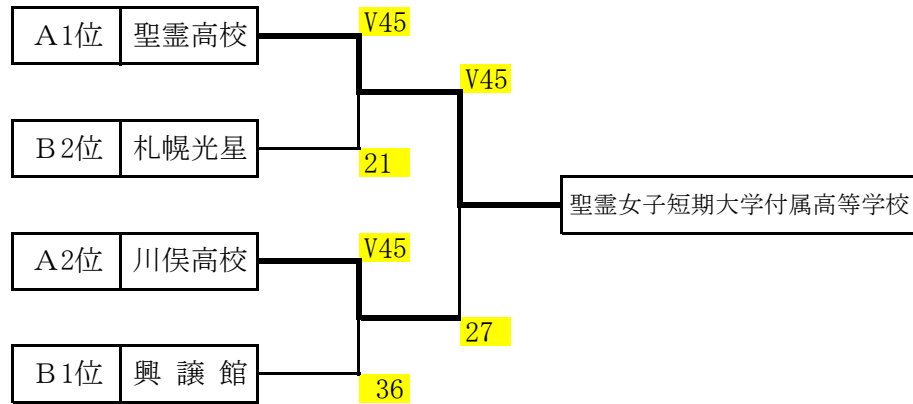 A1位 聖霊高校 V45
V45
B2位 札幌光星 21
聖霊女子短期大学付属高等学校
A2位 川俣高校 V45
27
B1位 興 譲 館 36